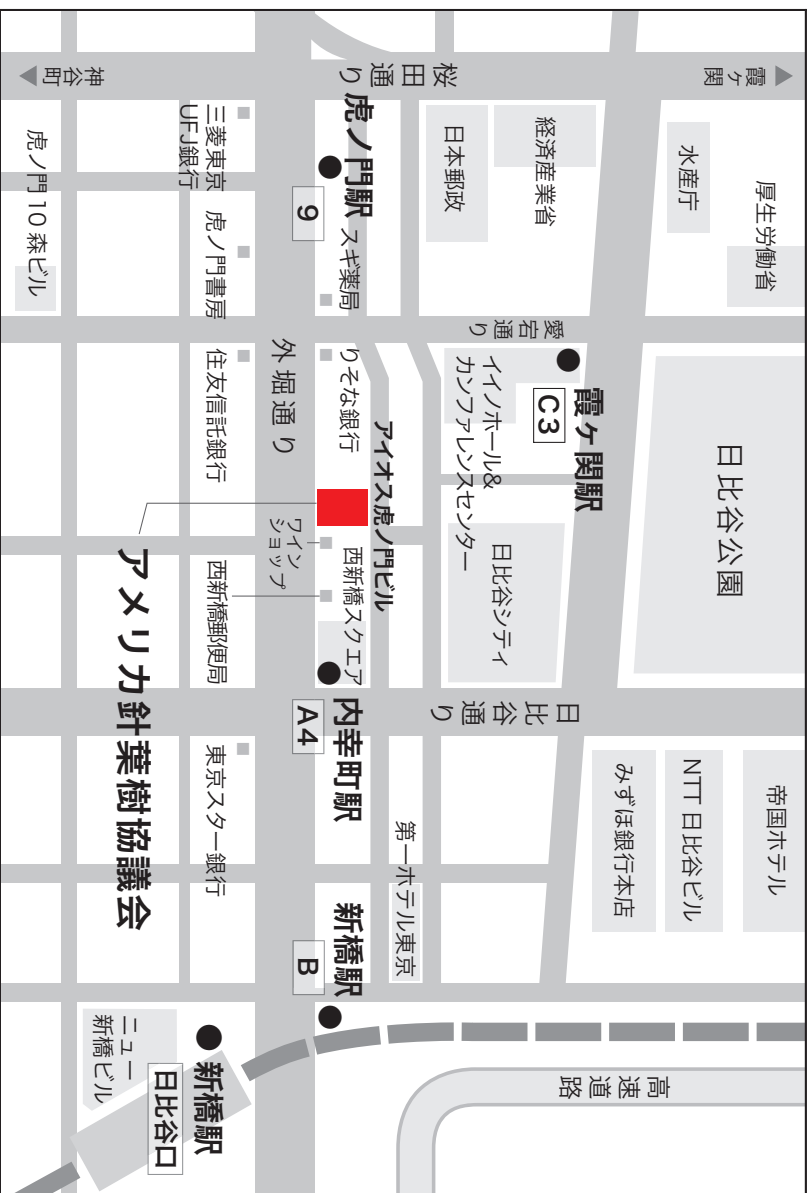 霞ヶ関
厚生労働省
水産庁
日比谷公園
帝国ホテル
NTT 日比谷ビル
みずほ銀行本店
高速道路
経済産業省
霞ケ関駅
C3
日比谷通り
愛宕通り
桜田通り
日本郵政
イイノホール&
カンファレンスセンター
日比谷シティ
第一ホテル東京
アイオス虎ノ門ビル
虎ノ門駅
9
スギ薬局
りそな銀行
西新橋スクエア
内幸町駅
A4
新橋駅
B
外堀通り
ワイン
ショップ
三菱東京
UFJ銀行
虎ノ門書房
住友信託銀行
西新橋郵便局
東京スター銀行
新橋駅
日比谷口
アメリカ針葉樹協議会
神谷町
虎ノ門 10 森ビル
ニュー
新橋ビル